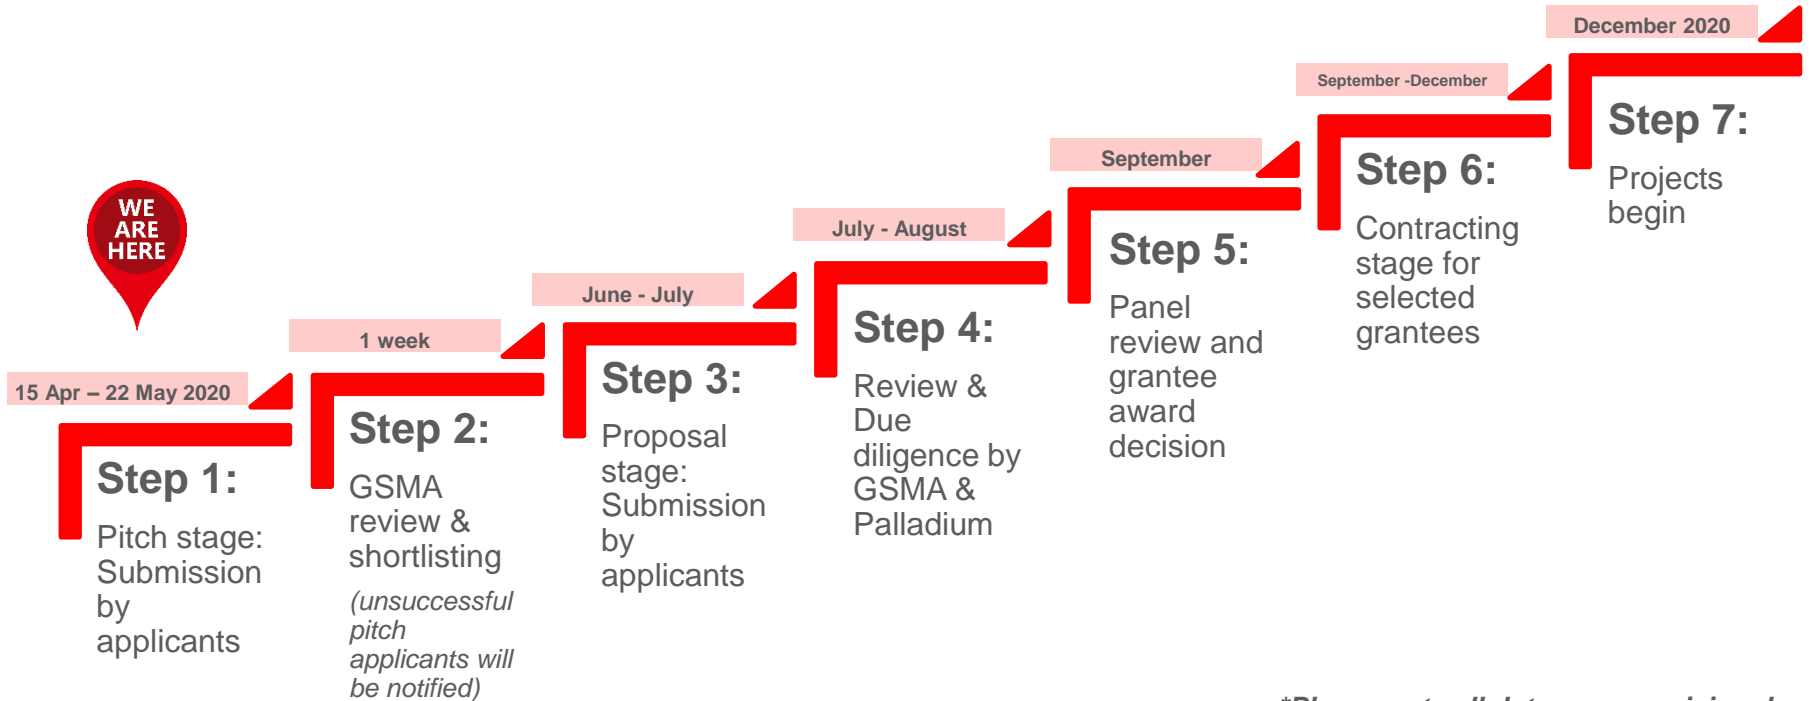 WE
ARE
HERE
15 Apr – 22 May 2020
Step 1:
Pitch stage:
Submission
by
applicants
1 week
Step 2:
GSMA
review &
shortlisting
(unsuccessful
pitch
applicants will
be notified)
June - July
Step 3:
Proposal
stage:
Submission
by
applicants
July - August
Step 4:
Review &
Due
diligence by
GSMA &
Palladium
September
Step 5:
Panel
review and
grantee
award
decision
September -December
Step 6:
Contracting
stage for
selected
grantees
December 2020
Step 7:
Projects
begin